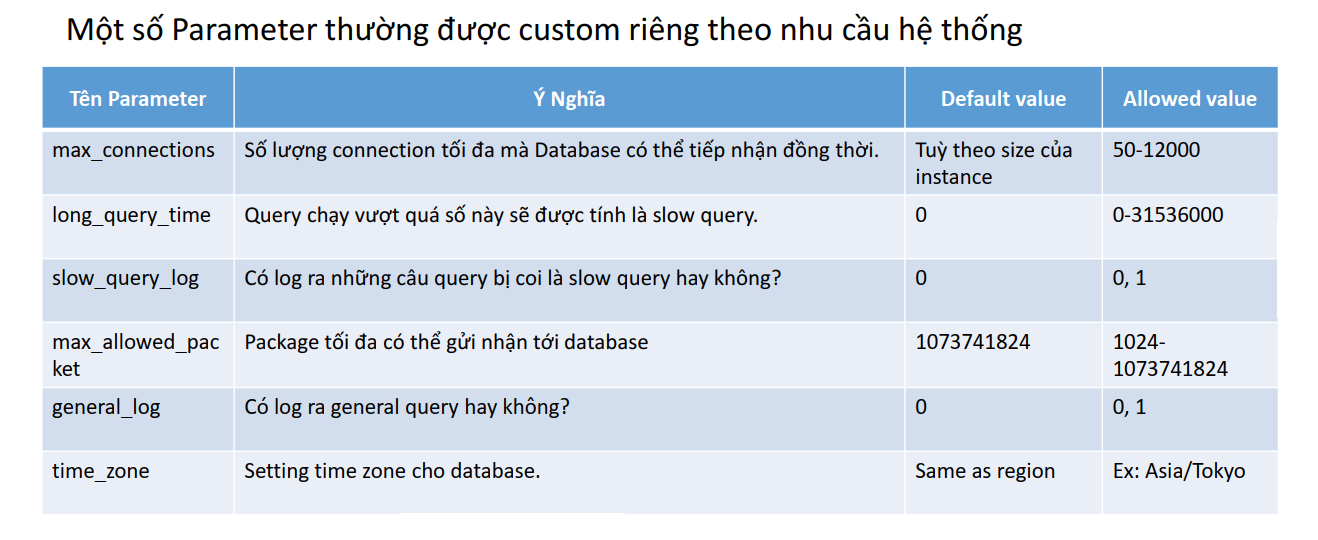 Một số Parameter thường được custom riêng theo nhu cầu hệ thống
Tên Parameter Ý Nghĩa Default value Allowed value
max_connections Số lượng connection tối đa mà Database có thể tiếp nhận đồng thời. Tuỳ theo size của 50-12000
instance
long_query_time Query chạy vượt quá số này sẽ được tính là slow query. 0 0-31536000
slow_query_log Có log ra những câu query bị coi là slow query hay không? 0 0, 1
max_allowed_pac Package tối đa có thể gửi nhận tới database 1073741824 1024-
ket 1073741824
general_log Có log ra general query hay không? 0 0, 1
time_zone Setting time zone cho database. Same as region Ex: Asia/Tokyo